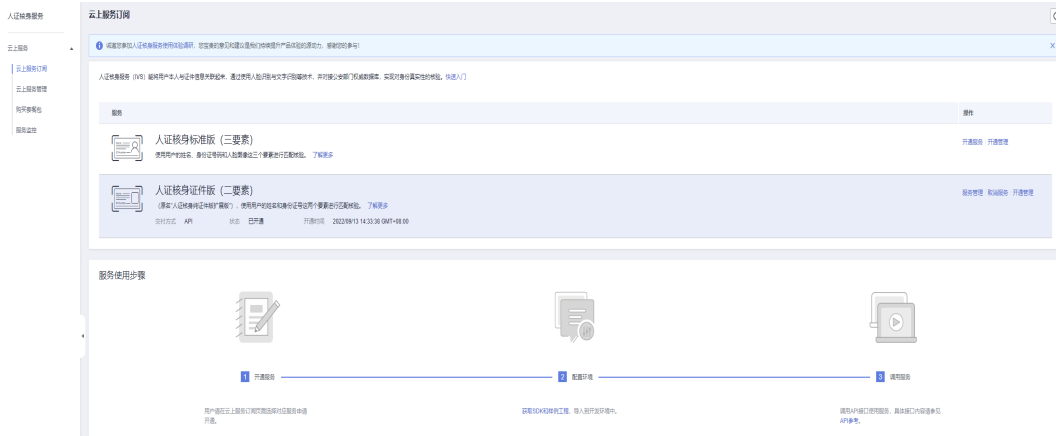 人证核身服务
云上服务
云上服务订阅
云上服务管理
购买套餐包
服务监控
云上服务订阅
诚邀您参加人证核身服务使用体验调研，您宝贵的意见和建议是我们持续提升产品体验的原动力，感谢您的参与！
人证核身服务（IVS）能将用户本人与证件信息关联起来，通过使用人脸识别与文字识别等技术，并对接公安部门权威数据库，实现对身份真实性的核验。快速入门
服务 操作
人证核身标准版（三要素）
使用用户的姓名、身份证号码和人脸图像这三个要素进行匹配核验。 了解更多
开通服务 开通管理
人证核身证件版（二要素）
（原名“人证核身纯证件版扩展版”），使用用户的姓名和身份证号这两个要素进行匹配核验。 了解更多
服务管理 取消服务 开通管理
交付方式 API 状态 已开通 开通时间 2022/09/13 14:33:38 GMT+08:00
服务使用步骤
1 开通服务 2 配置环境 3 调用服务
用户请在云上服务订阅页面选择对应服务申请
开通。
获取SDK和样例工程，导入到开发环境中。
调用API接口使用服务，具体接口内容请参见
API参考。